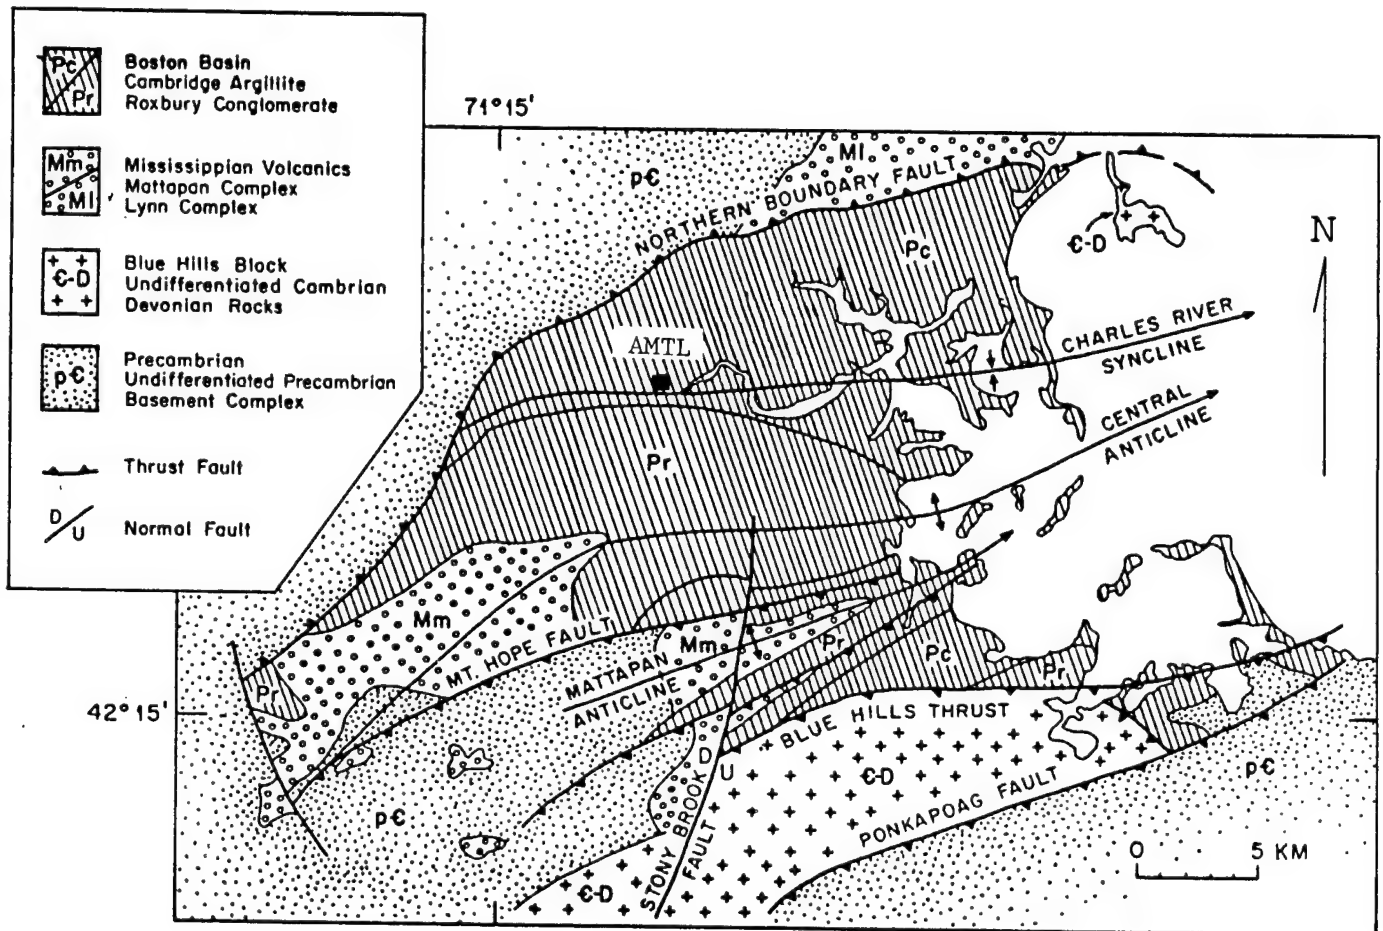 Pc
Pr
Boston Basin
Cambridge Argillite
Roxbury Conglomerate
Mm
Ml
Mississippian Volcanics
Mattapan Complex
Lynn Complex
Є-D
Blue Hills Block
Undifferentiated Cambrian
Devonian Rocks
pЄ
Precambrian
Undifferentiated Precambrian
Basement Complex
Thrust Fault
D
U
Normal Fault
71°15'
Ml
pЄ
NORTHERN BOUNDARY FAULT
Pc
Є-D
N
CHARLES RIVER
SYNCLINE
AMTL
CENTRAL
ANTICLINE
Pr
Mm
MT. HOPE FAULT
Mm
Pr
Pc
Pr
MATTAPAN
ANTICLINE
Pr
42°15'
BLUE HILLS THRUST
D
U
Є-D
pЄ
pЄ
STONY BROOK
FAULT
PONKAPOAG FAULT
Є-D
0 5 KM